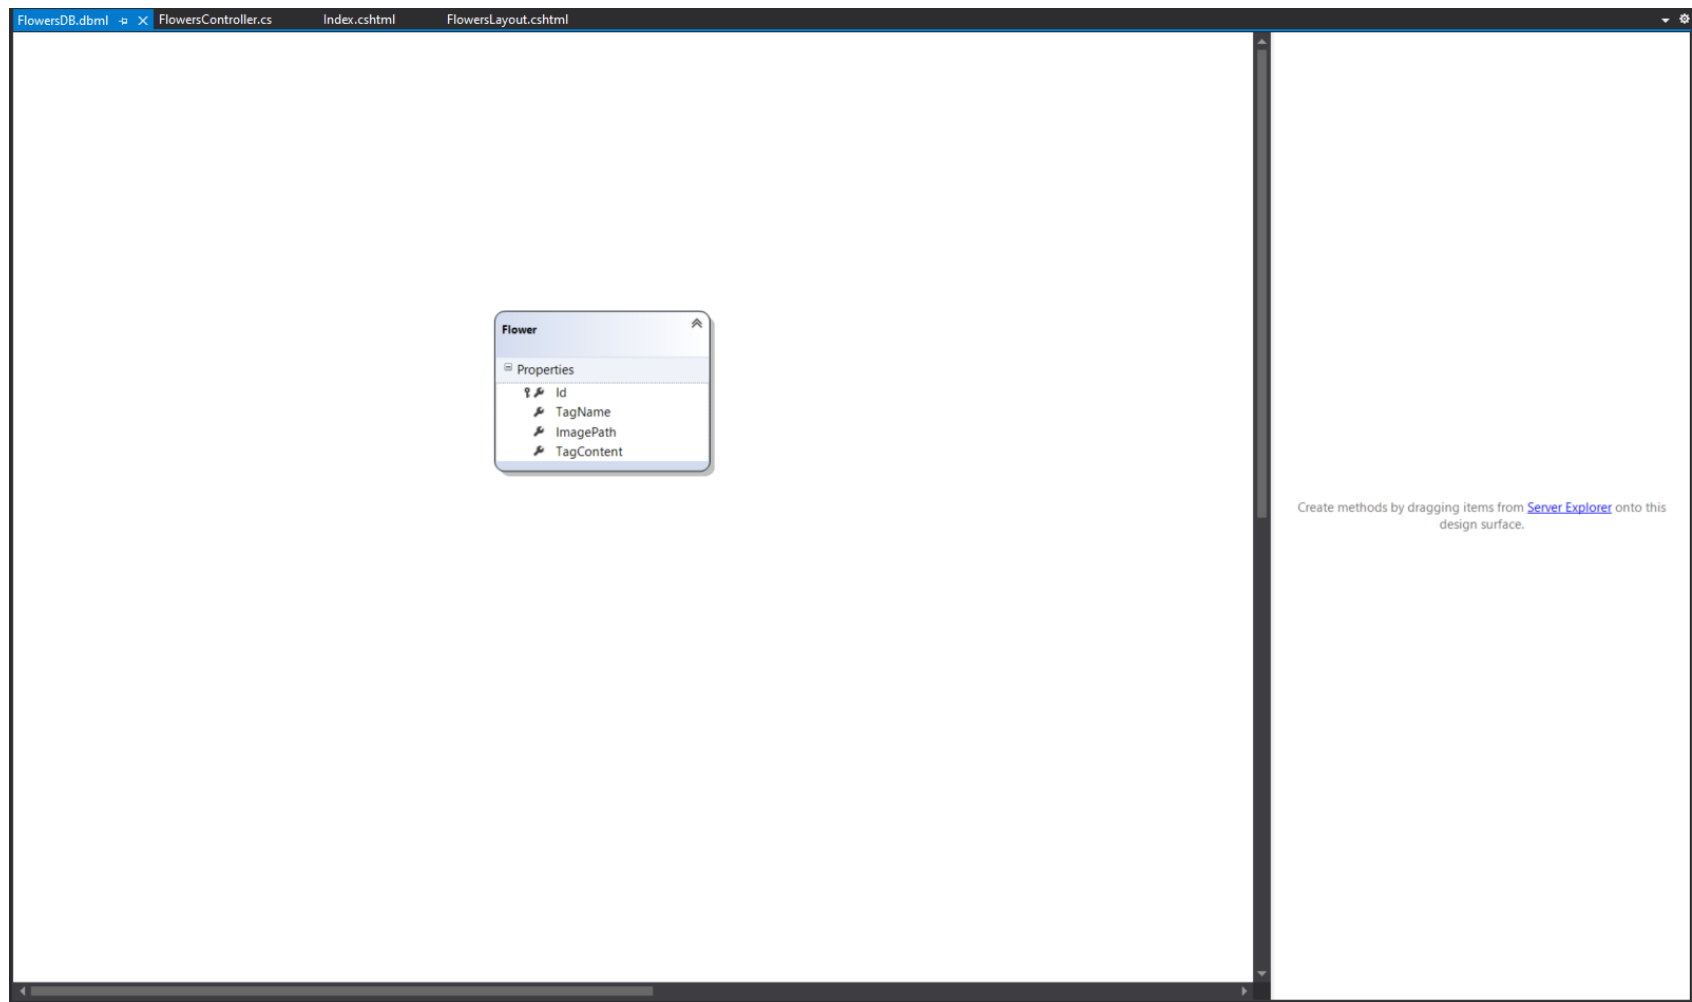 FlowersDB.dbml FlowersController.cs Index.cshtml FlowersLayout.cshtml
Flower
Properties
Id
TagName
ImagePath
TagContent
Create methods by dragging items from Server Explorer onto this
design surface.